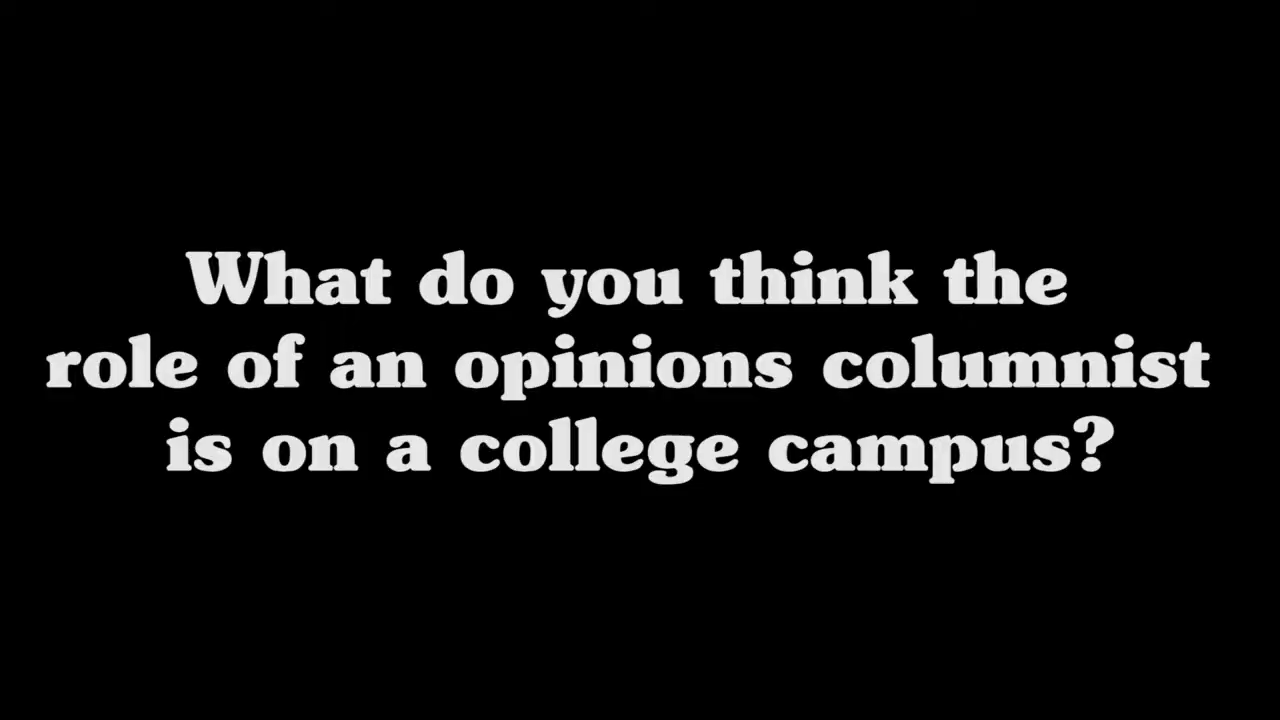 What do you think the
role of an opinions columnist
is on a college campus?